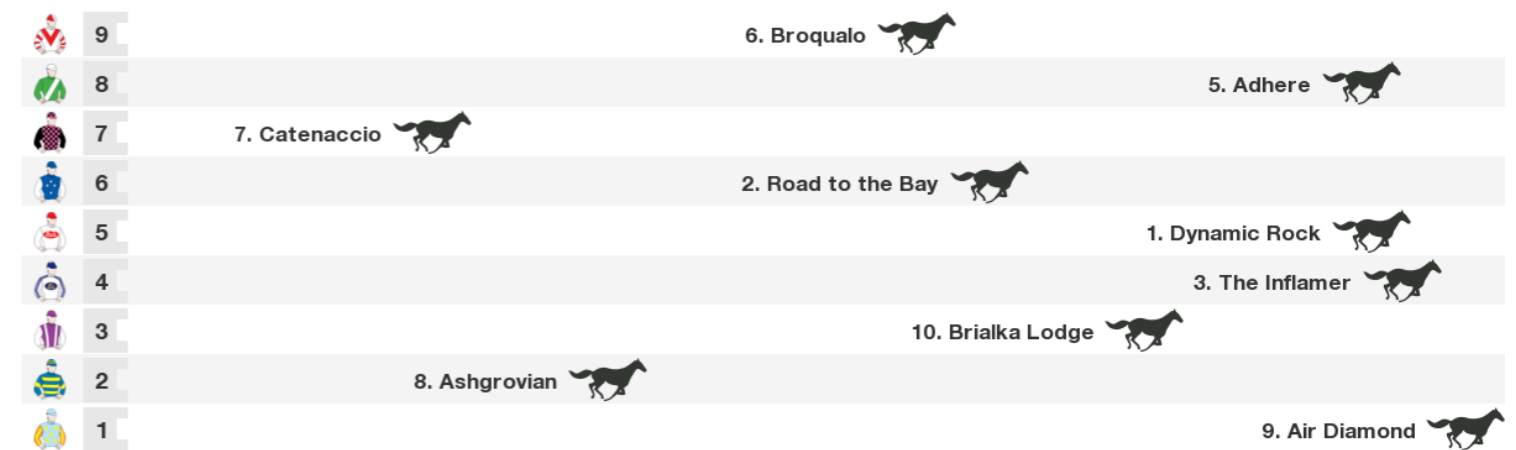 9 6. Broqualo
8 5. Adhere
7 7. Catenaccio
6 2. Road to the Bay
5 1. Dynamic Rock
4 3. The Inflamer
3 10. Brialka Lodge
2 8. Ashgrovian
1 9. Air Diamond